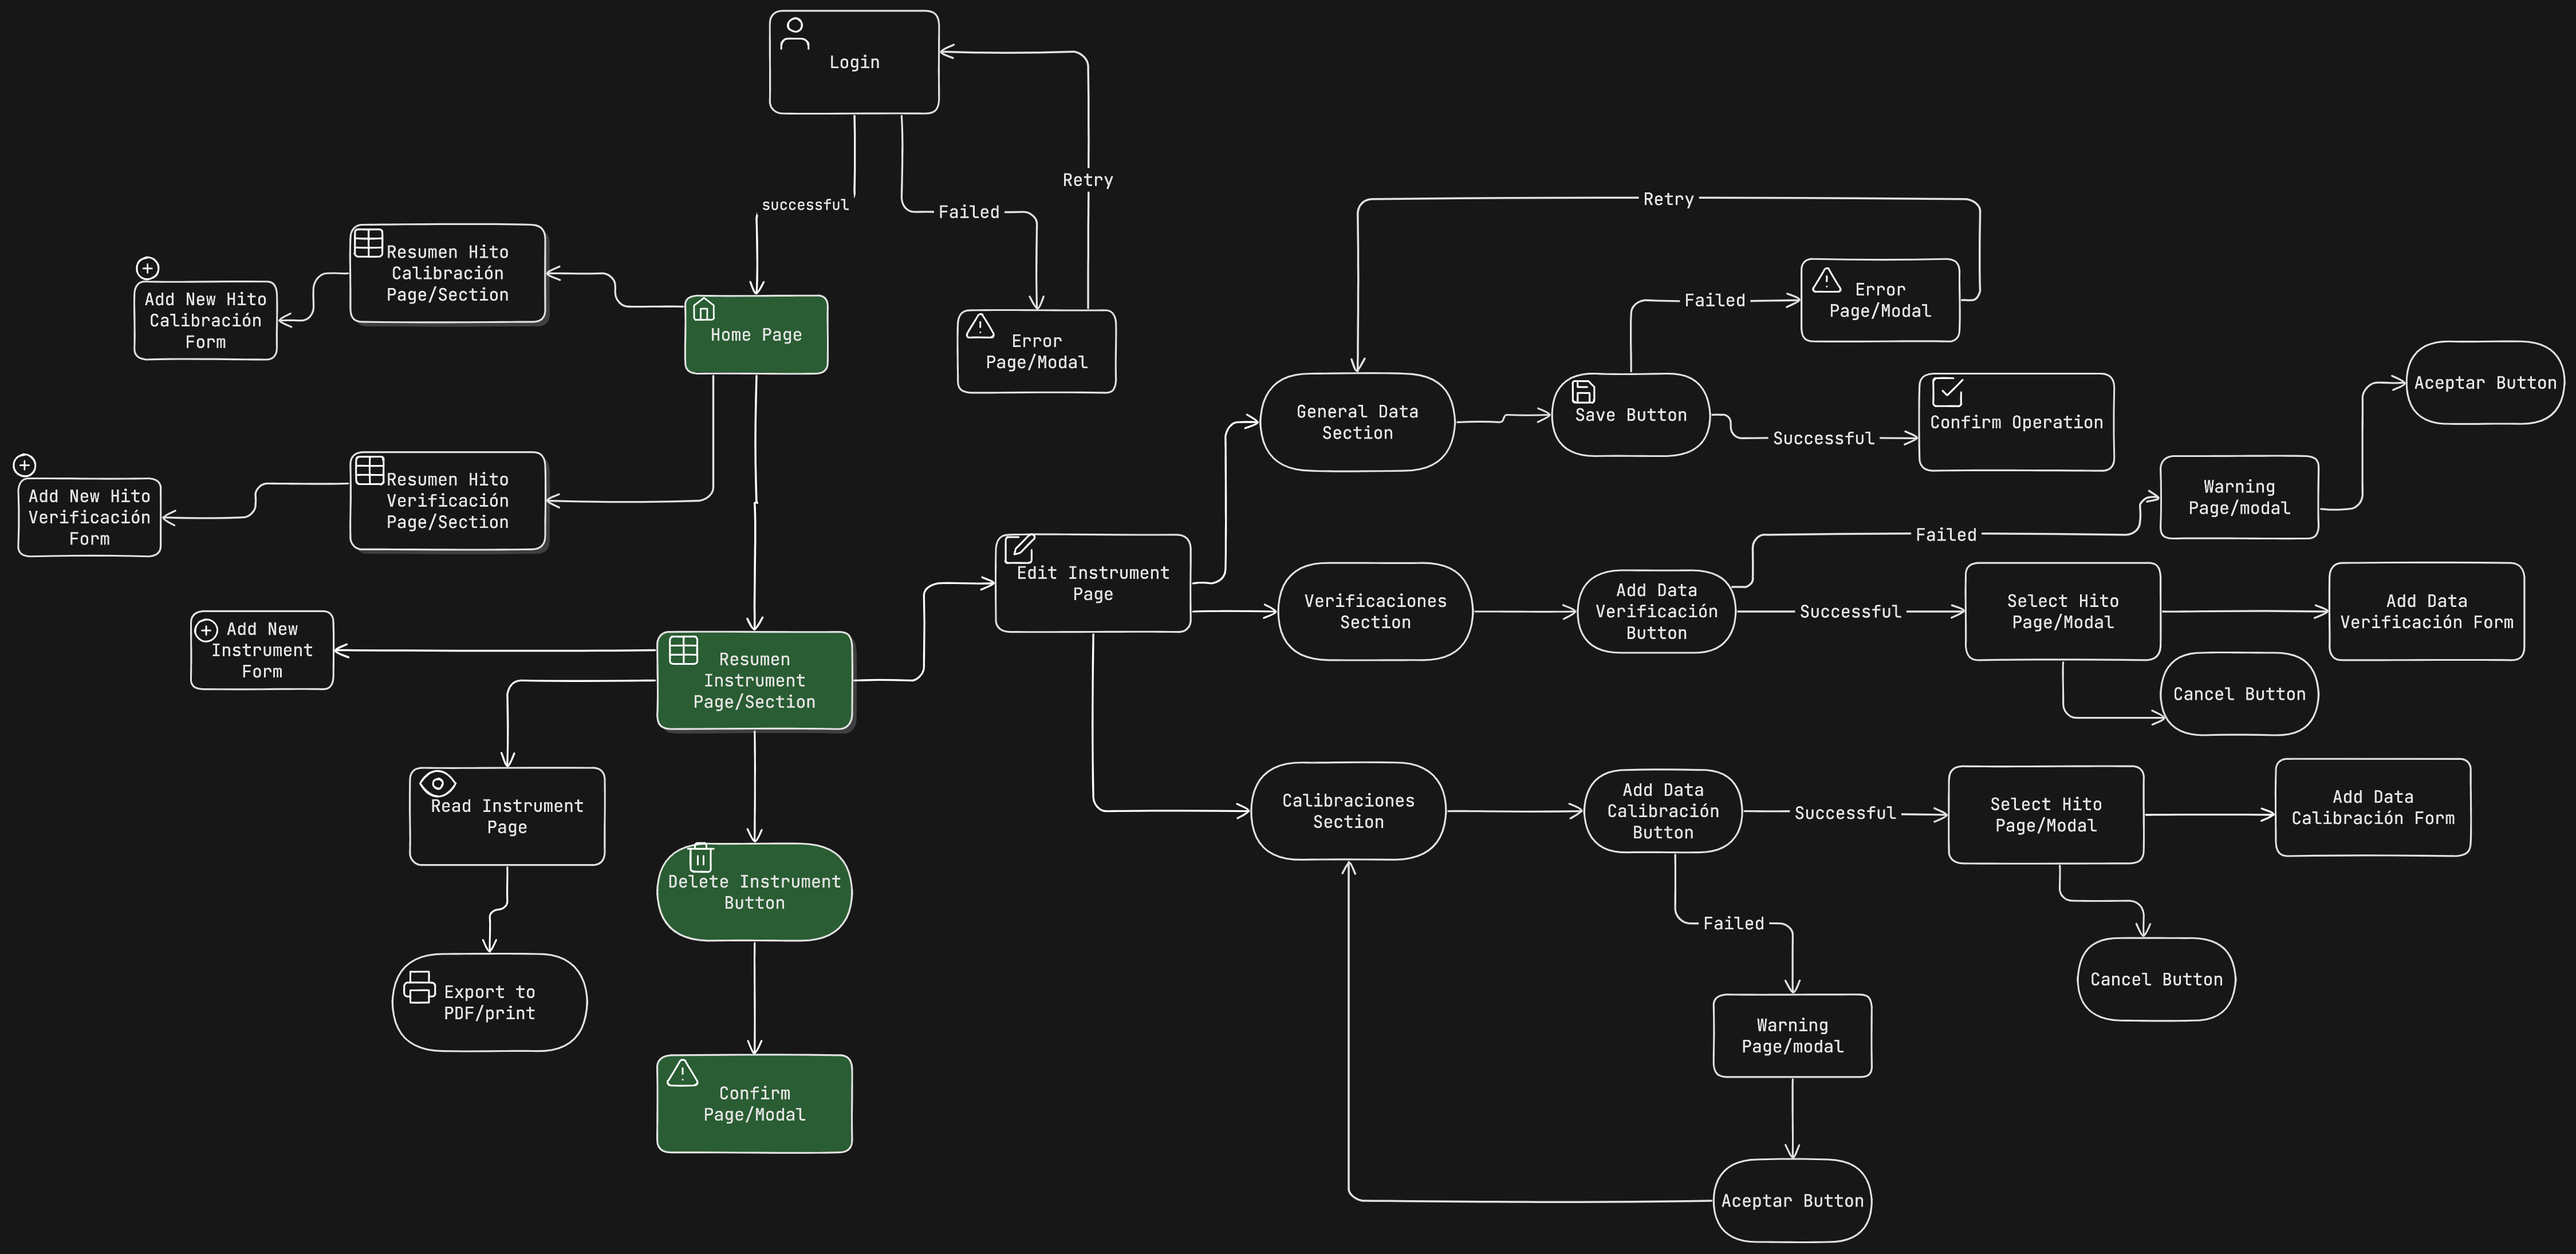 Login
Retry
successful
Failed
Retry
Resumen Hito
Calibración
Page/Section
Add New Hito
Calibración
Form
Home Page
Error
Page/Modal
Failed
Error
Page/Modal
General Data
Section
Save Button
Successful
Confirm Operation
Aceptar Button
Resumen Hito
Verificación
Page/Section
Add New Hito
Verificación
Form
Warning
Page/modal
Failed
Edit Instrument
Page
Verificaciones
Section
Add Data
Verificación
Button
Successful
Select Hito
Page/Modal
Add Data
Verificación Form
Add New
Instrument
Form
Resumen
Instrument
Page/Section
Cancel Button
Read Instrument
Page
Calibraciones
Section
Add Data
Calibración
Button
Successful
Select Hito
Page/Modal
Add Data
Calibración Form
Delete Instrument
Button
Failed
Cancel Button
Export to
PDF/print
Warning
Page/modal
Confirm
Page/Modal
Aceptar Button